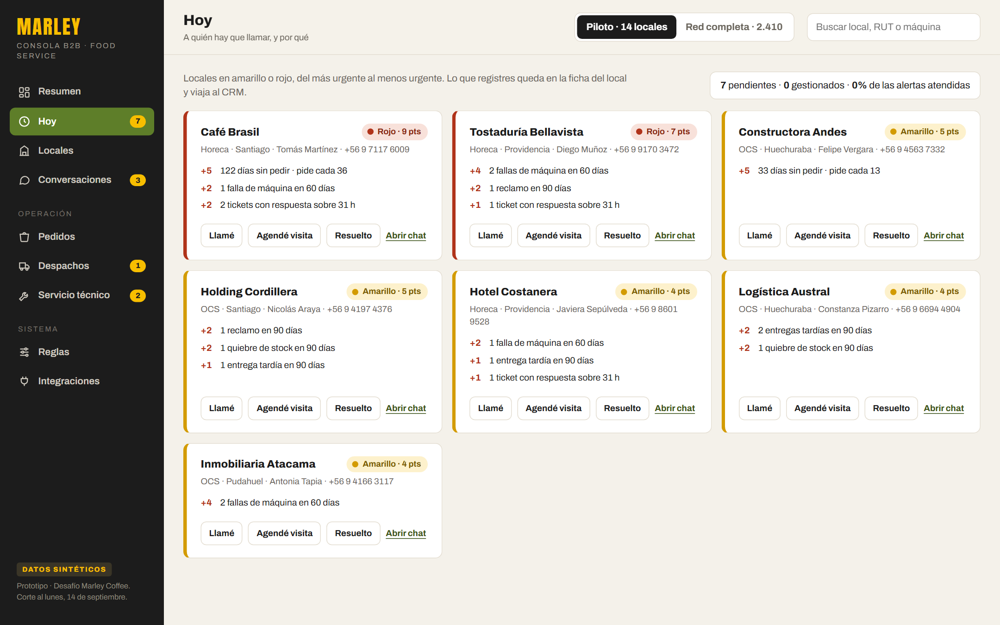 MARLEY
CONSOLA B2B · FOOD
SERVICE
Resumen
Hoy 7
Locales
Conversaciones 3
OPERACIÓN
Pedidos
Despachos 1
Servicio técnico 2
SISTEMA
Reglas
Integraciones
DATOS SINTÉTICOS
Prototipo · Desafío Marley Coffee.
Corte al lunes, 14 de septiembre.
Hoy
A quién hay que llamar, y por qué
Piloto · 14 locales
Red completa · 2.410
Buscar local, RUT o máquina
Locales en amarillo o rojo, del más urgente al menos urgente. Lo que registres queda en la ficha del local
y viaja al CRM.
7 pendientes · 0 gestionados · 0% de las alertas atendidas
Café Brasil
Rojo · 9 pts
Horeca · Santiago · Tomás Martínez · +56 9 7117 6009
+5 122 días sin pedir · pide cada 36
+2 1 falla de máquina en 60 días
+2 2 tickets con respuesta sobre 31 h
Llamé Agendé visita Resuelto Abrir chat
Tostaduría Bellavista
Rojo · 7 pts
Horeca · Providencia · Diego Muñoz · +56 9 9170 3472
+4 2 fallas de máquina en 60 días
+2 1 reclamo en 90 días
+1 1 ticket con respuesta sobre 31 h
Llamé Agendé visita Resuelto Abrir chat
Constructora Andes
Amarillo · 5 pts
OCS · Huechuraba · Felipe Vergara · +56 9 4563 7332
+5 33 días sin pedir · pide cada 13
Llamé Agendé visita Resuelto Abrir chat
Holding Cordillera
Amarillo · 5 pts
OCS · Santiago · Nicolás Araya · +56 9 4197 4376
+2 1 reclamo en 90 días
+2 1 quiebre de stock en 90 días
+1 1 entrega tardía en 90 días
Llamé Agendé visita Resuelto Abrir chat
Hotel Costanera
Amarillo · 4 pts
Horeca · Providencia · Javiera Sepúlveda · +56 9 8601
9528
+2 1 falla de máquina en 60 días
+1 1 entrega tardía en 90 días
+1 1 ticket con respuesta sobre 31 h
Llamé Agendé visita Resuelto Abrir chat
Logística Austral
Amarillo · 4 pts
OCS · Huechuraba · Constanza Pizarro · +56 9 6694 4904
+2 2 entregas tardías en 90 días
+2 1 quiebre de stock en 90 días
Llamé Agendé visita Resuelto Abrir chat
Inmobiliaria Atacama
Amarillo · 4 pts
OCS · Pudahuel · Antonia Tapia · +56 9 4166 3117
+4 2 fallas de máquina en 60 días
Llamé Agendé visita Resuelto Abrir chat